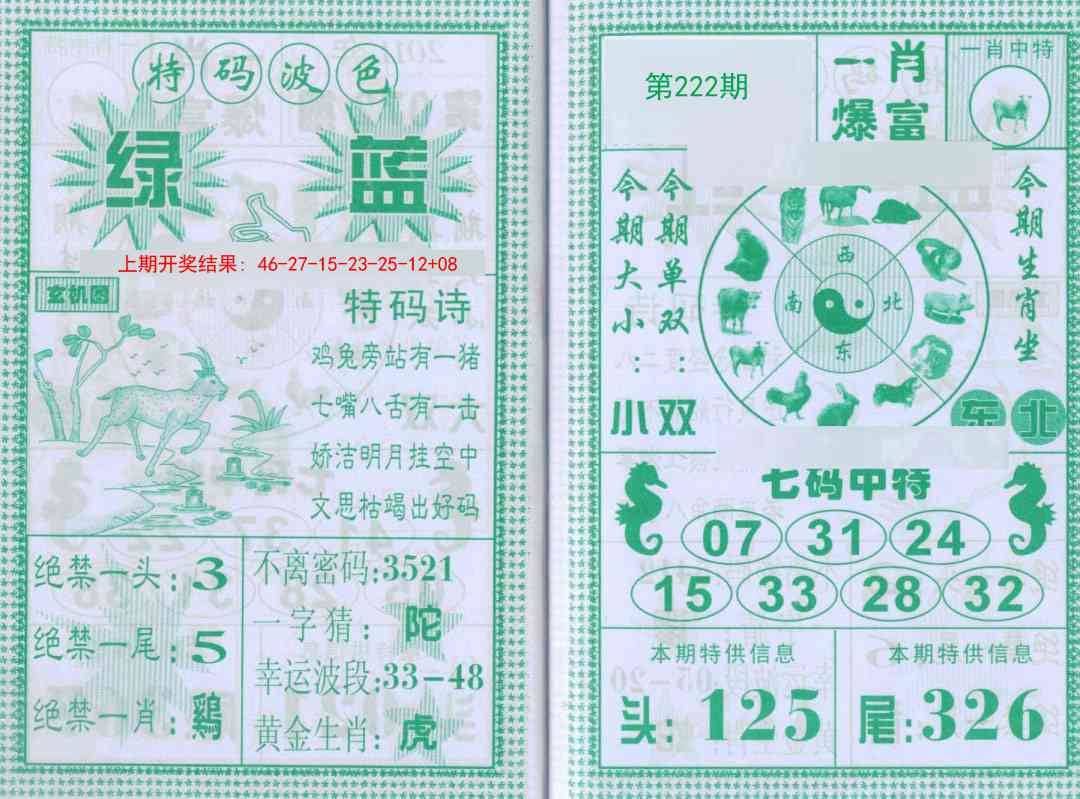 特码波色
绿 蓝
上期开奖结果: 46-27-15-23-25-12+08
玄机图
特码诗
鸡兔旁站有一猪
七嘴八舌有一击
娇洁明月挂空中
文思枯竭出好码
绝禁一头:3
绝禁一尾:5
绝禁一肖:鷄
不离密码:3521
一字猜:陀
幸运波段:33-48
黄金生肖:虎
第222期
一肖
爆富
一肖中特
今期大小:小
今期单双:双
西
南 北
东
今期生肖坐
东北
七码中特
07 31 24
15 33 28 32
本期特供信息
头:125
本期特供信息
尾:326